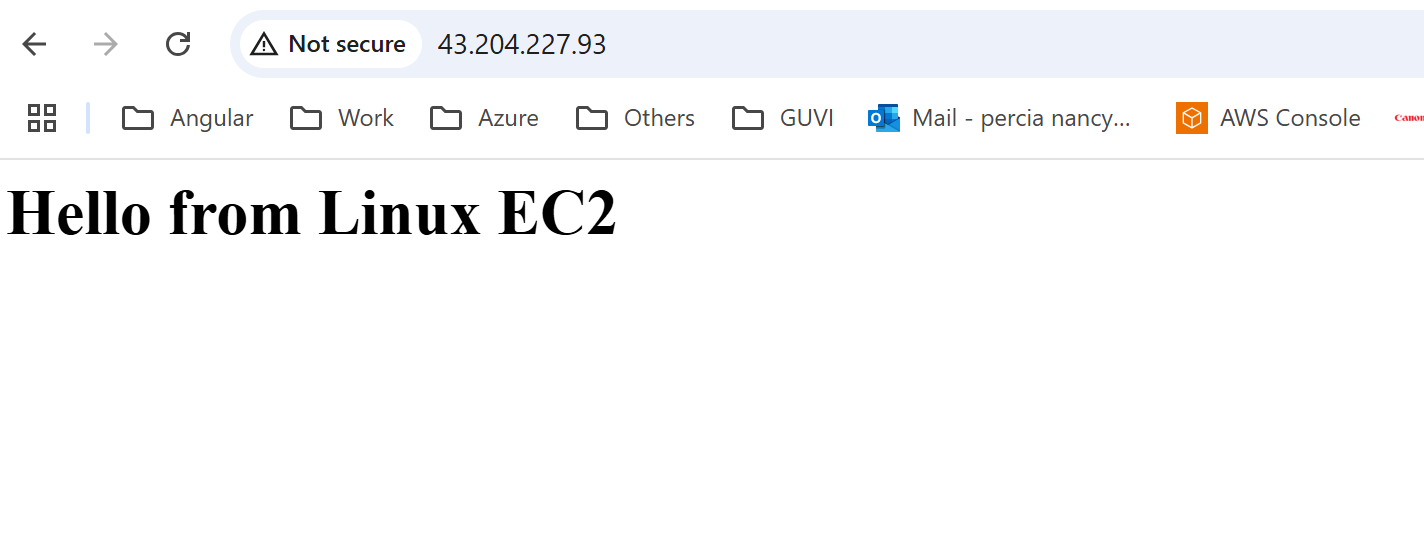 Not secure 43.204.227.93
Angular Work Azure Others GUVI Mail - percia nancy... AWS Console Canon
Hello from Linux EC2